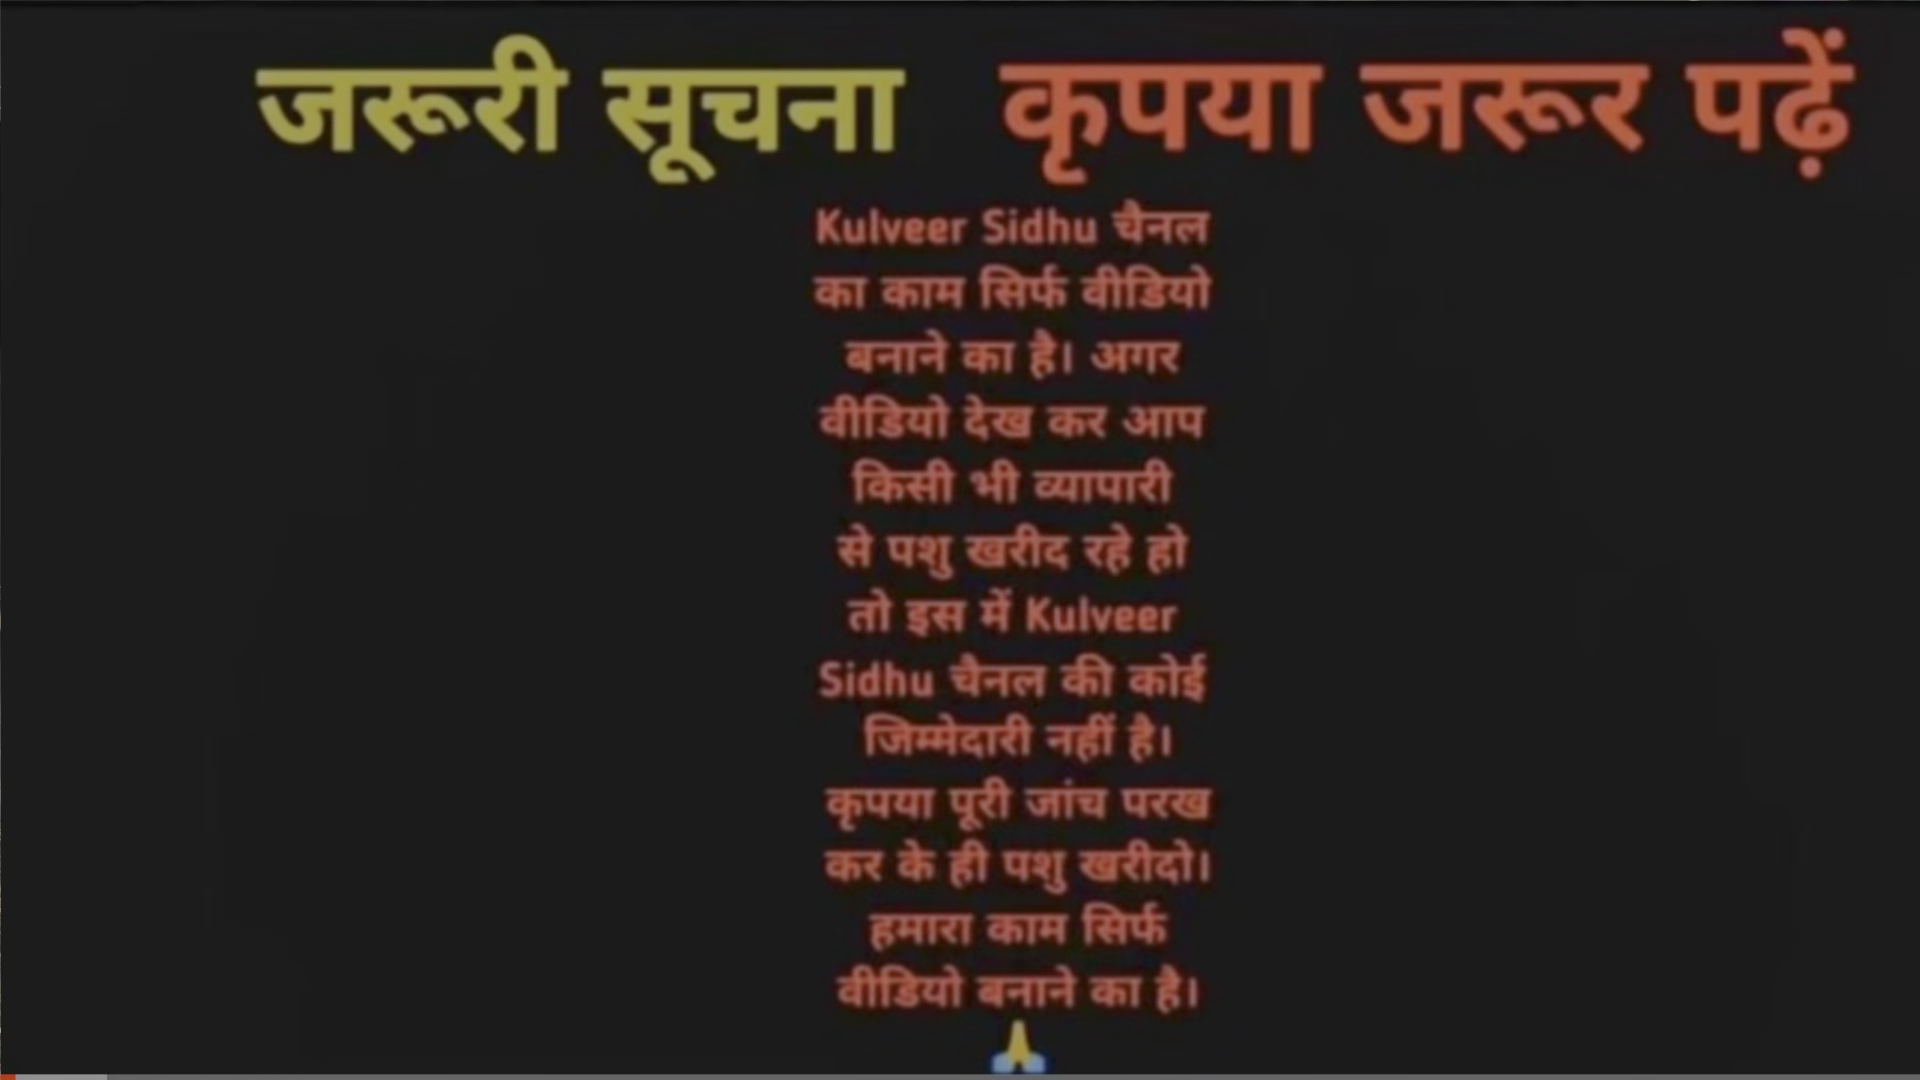 जरूरी सूचना कृपया जरूर पढ़ें
Kulveer Sidhu चैनल
का काम सिर्फ वीडियो
बनाने का है। अगर
वीडियो देख कर आप
किसी भी व्यापारी
से पशु खरीद रहे हो
तो इस में Kulveer
Sidhu चैनल की कोई
जिम्मेदारी नहीं है।
कृपया पूरी जांच परख
कर के ही पशु खरीदो।
हमारा काम सिर्फ
वीडियो बनाने का है।
🙏